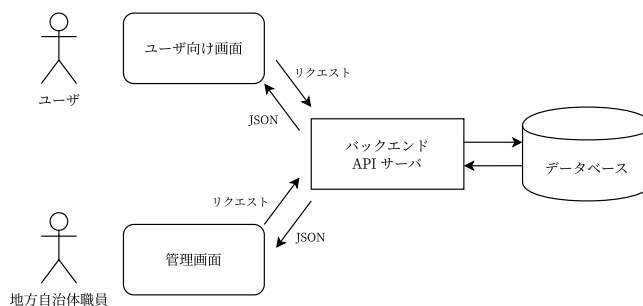 ユーザ向け画面
リクエスト
ユーザ
JSON
バックエンド
API サーバ
データベース
リクエスト
JSON
管理画面
地方自治体職員